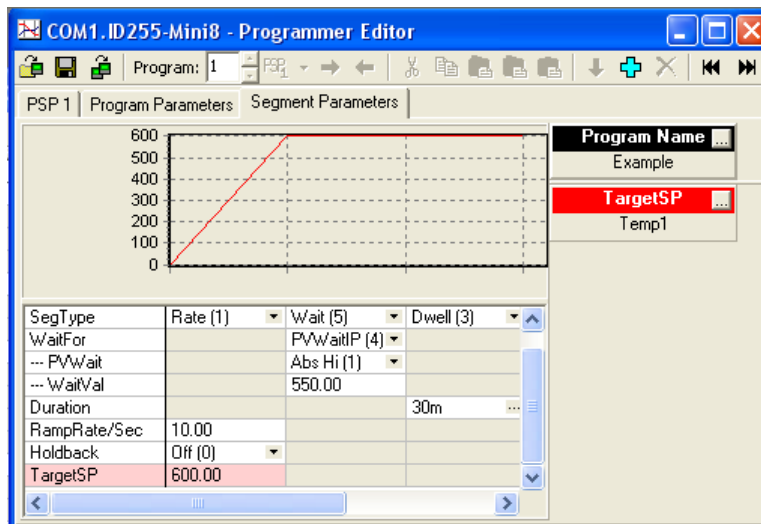 COM1.ID255-Mini8 - Programmer Editor
Program: 1 PSP1
PSP 1 Program Parameters Segment Parameters
600
500
400
300
200
100
0
Program Name ...
Example
TargetSP ...
Temp1
SegType Rate (1) Wait (5) Dwell (3)
WaitFor PVWaitIP (4)
--- PVWait Abs Hi (1)
--- WaitVal 550.00
Duration 30m ...
RampRate/Sec 10.00
Holdback Off (0)
TargetSP 600.00